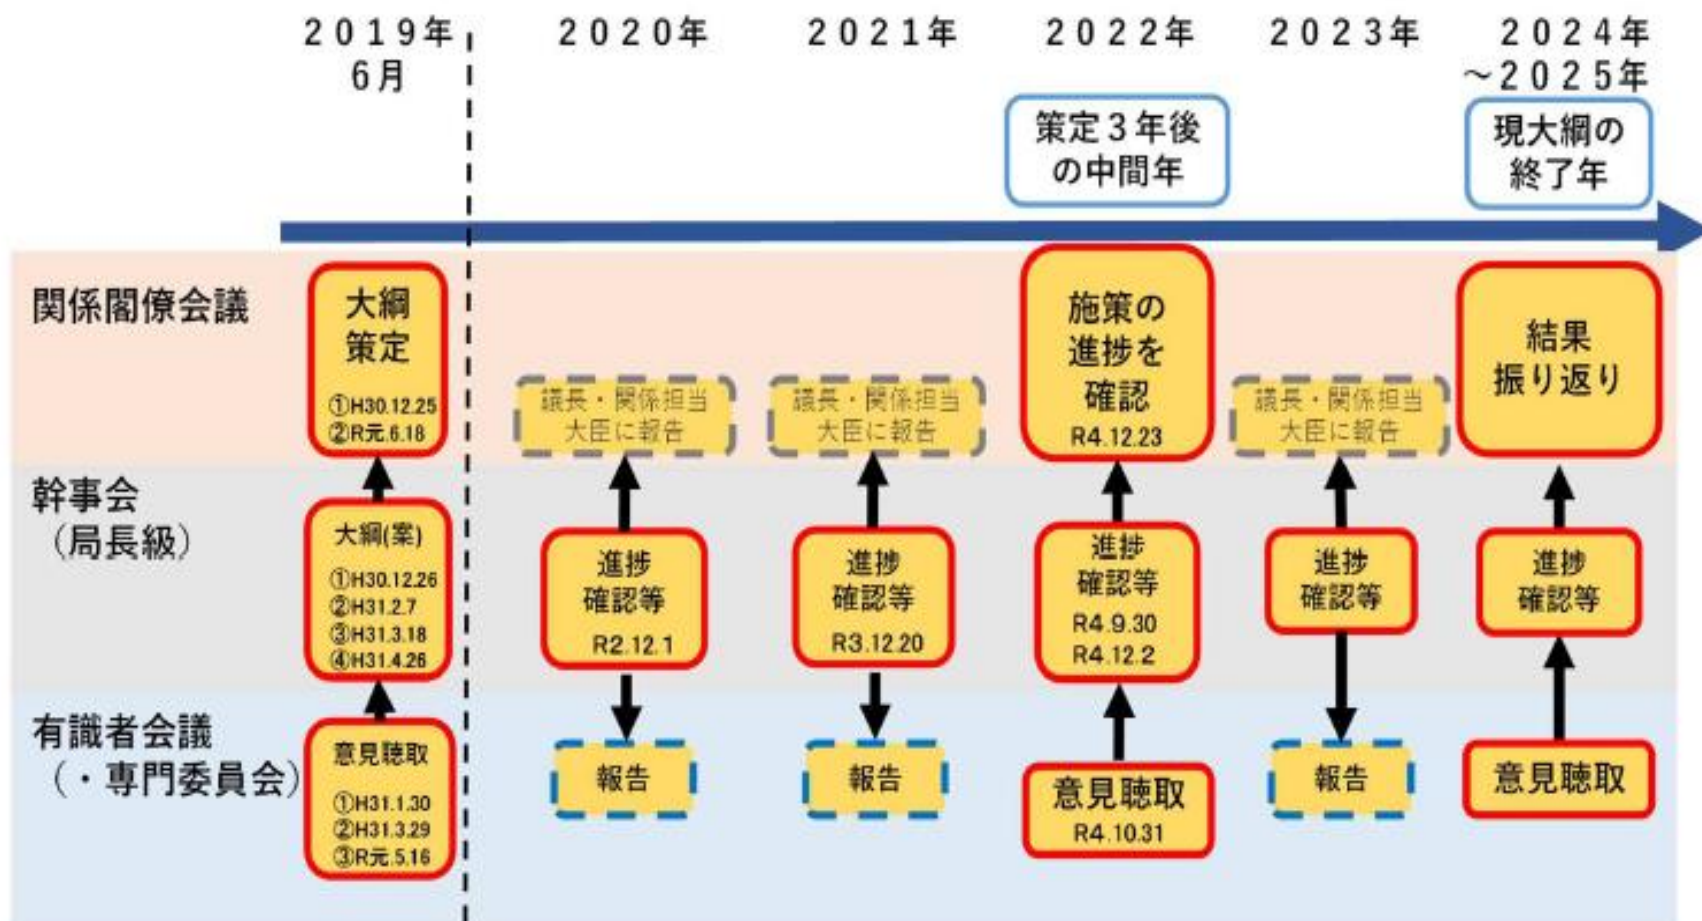 ２０１９年
６月
２０２０年
２０２１年
２０２２年
２０２３年
２０２４年
～２０２５年
策定３年後
の中間年
現大綱の
終了年
関係閣僚会議
大綱
策定
①H30.12.25
②R元.6.18
議長・関係担当
大臣に報告
議長・関係担当
大臣に報告
施策の
進捗を
確認
R4.12.23
議長・関係担当
大臣に報告
結果
振り返り
幹事会
（局長級）
大綱(案)
①H30.12.26
②H31.2.7
③H31.3.18
④H31.4.26
進捗
確認等
R2.12.1
進捗
確認等
R3.12.20
進捗
確認等
R4.9.30
R4.12.2
進捗
確認等
進捗
確認等
有識者会議
（・専門委員会）
意見聴取
①H31.1.30
②H31.3.29
③R元.5.16
報告
報告
意見聴取
R4.10.31
報告
意見聴取